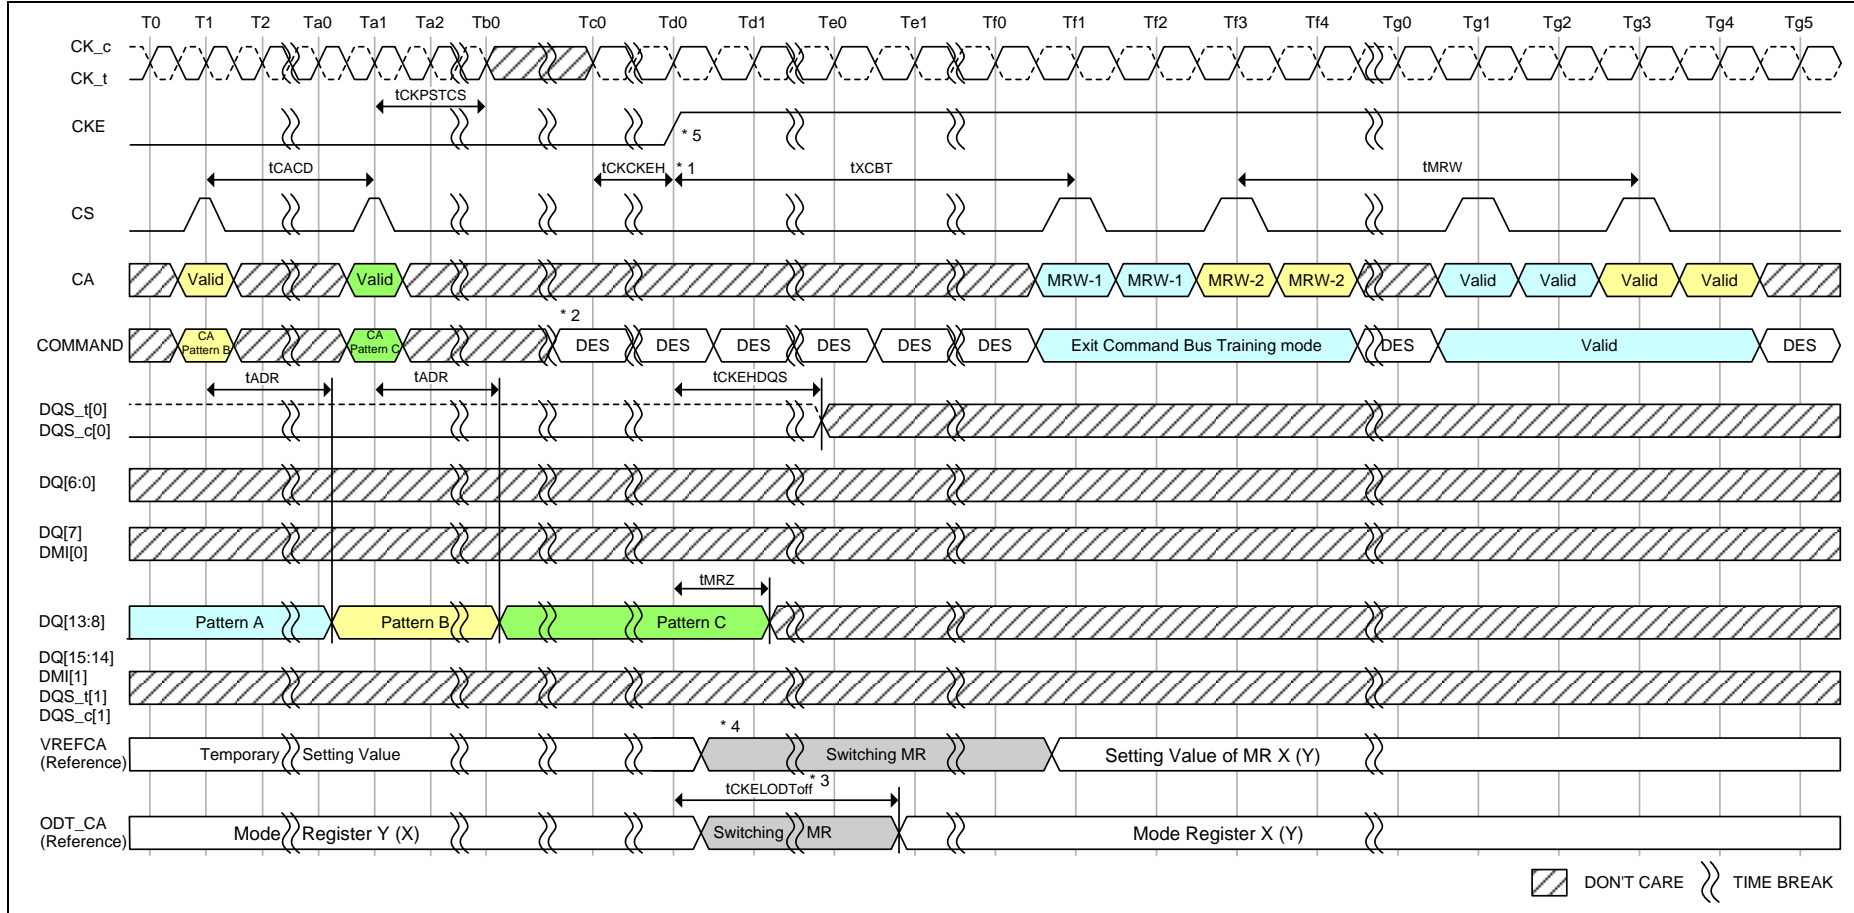 T0 T1 T2 Ta0 Ta1 Ta2 Tb0 Tc0 Td0 Td1 Te0 Te1 Tf0 Tf1 Tf2 Tf3 Tf4 Tg0 Tg1 Tg2 Tg3 Tg4 Tg5
CK_c
CK_t
tCKPSTCS
CKE
* 5
tCACD tCKCKEH * 1 tXCBT tMRW
CS
CA Valid Valid MRW-1 MRW-1 MRW-2 MRW-2 Valid Valid Valid Valid
* 2
COMMAND CA Pattern B CA Pattern C DES DES DES DES DES DES Exit Command Bus Training mode DES Valid DES
tADR tADR tCKEHDQS
DQS_t[0]
DQS_c[0]
DQ[6:0]
DQ[7]
DMI[0]
tMRZ
DQ[13:8] Pattern A Pattern B Pattern C
DQ[15:14]
DMI[1]
DQS_t[1]
DQS_c[1]
* 4
VREFCA
(Reference)
Temporary Setting Value Switching MR Setting Value of MR X (Y)
tCKELODToff * 3
ODT_CA
(Reference)
Mode Register Y (X) Switching MR Mode Register X (Y)
DON'T CARE TIME BREAK